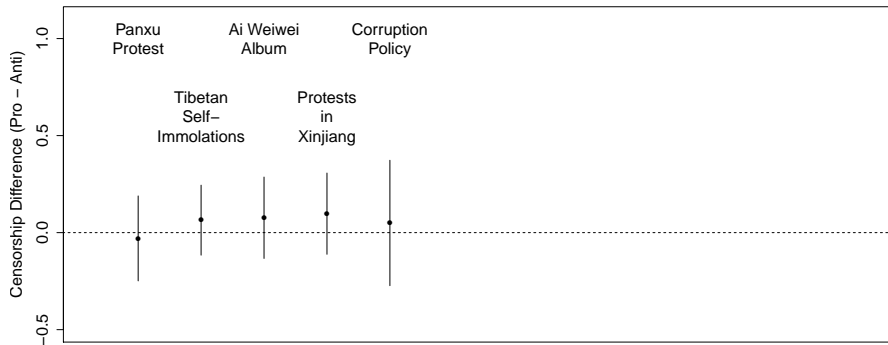 Panxu
Protest
Ai Weiwei
Album
Corruption
Policy
Tibetan
Self−
Immolations
Protests
in
Xinjiang
Censorship Difference (Pro − Anti)
1.0
0.5
0.0
−0.5